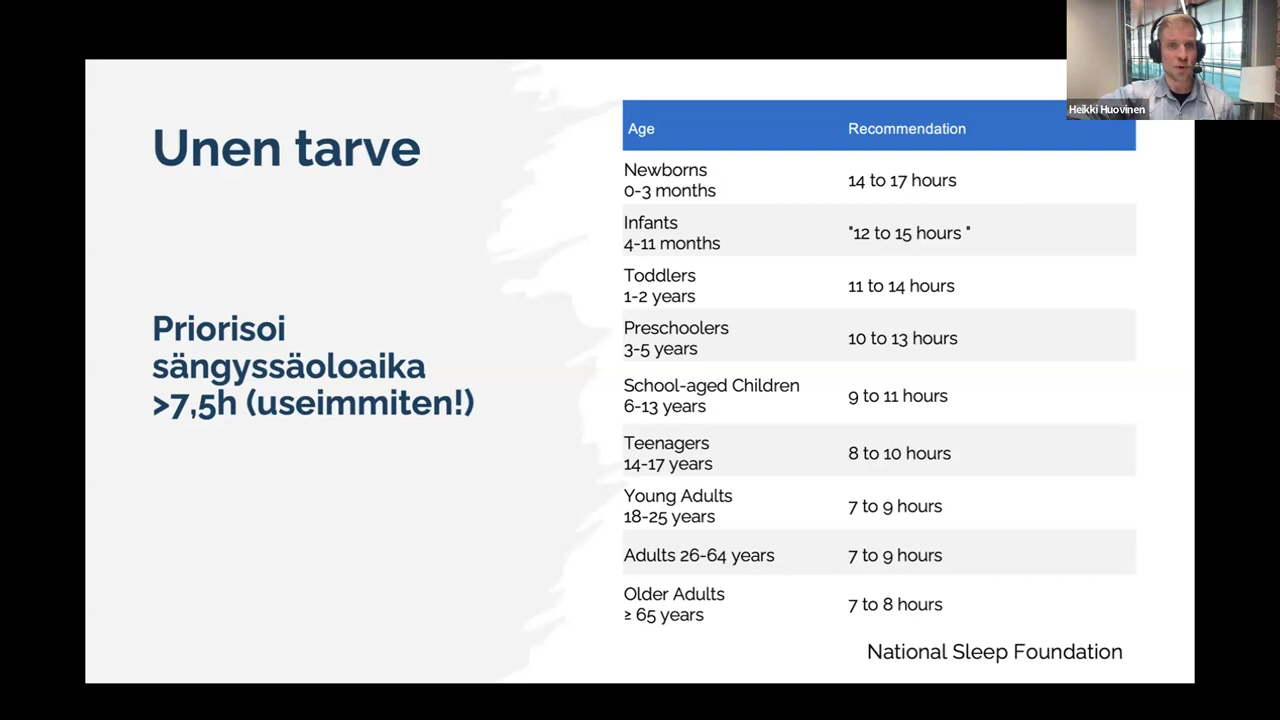 Heikki Huovinen
Unen tarve
Priorisoi
sängyssäoloaika
>7,5h (useimmiten!)
Age Recommendation
Newborns
0-3 months
14 to 17 hours
Infants
4-11 months
"12 to 15 hours "
Toddlers
1-2 years
11 to 14 hours
Preschoolers
3-5 years
10 to 13 hours
School-aged Children
6-13 years
9 to 11 hours
Teenagers
14-17 years
8 to 10 hours
Young Adults
18-25 years
7 to 9 hours
Adults 26-64 years 7 to 9 hours
Older Adults
≥ 65 years
7 to 8 hours
National Sleep Foundation